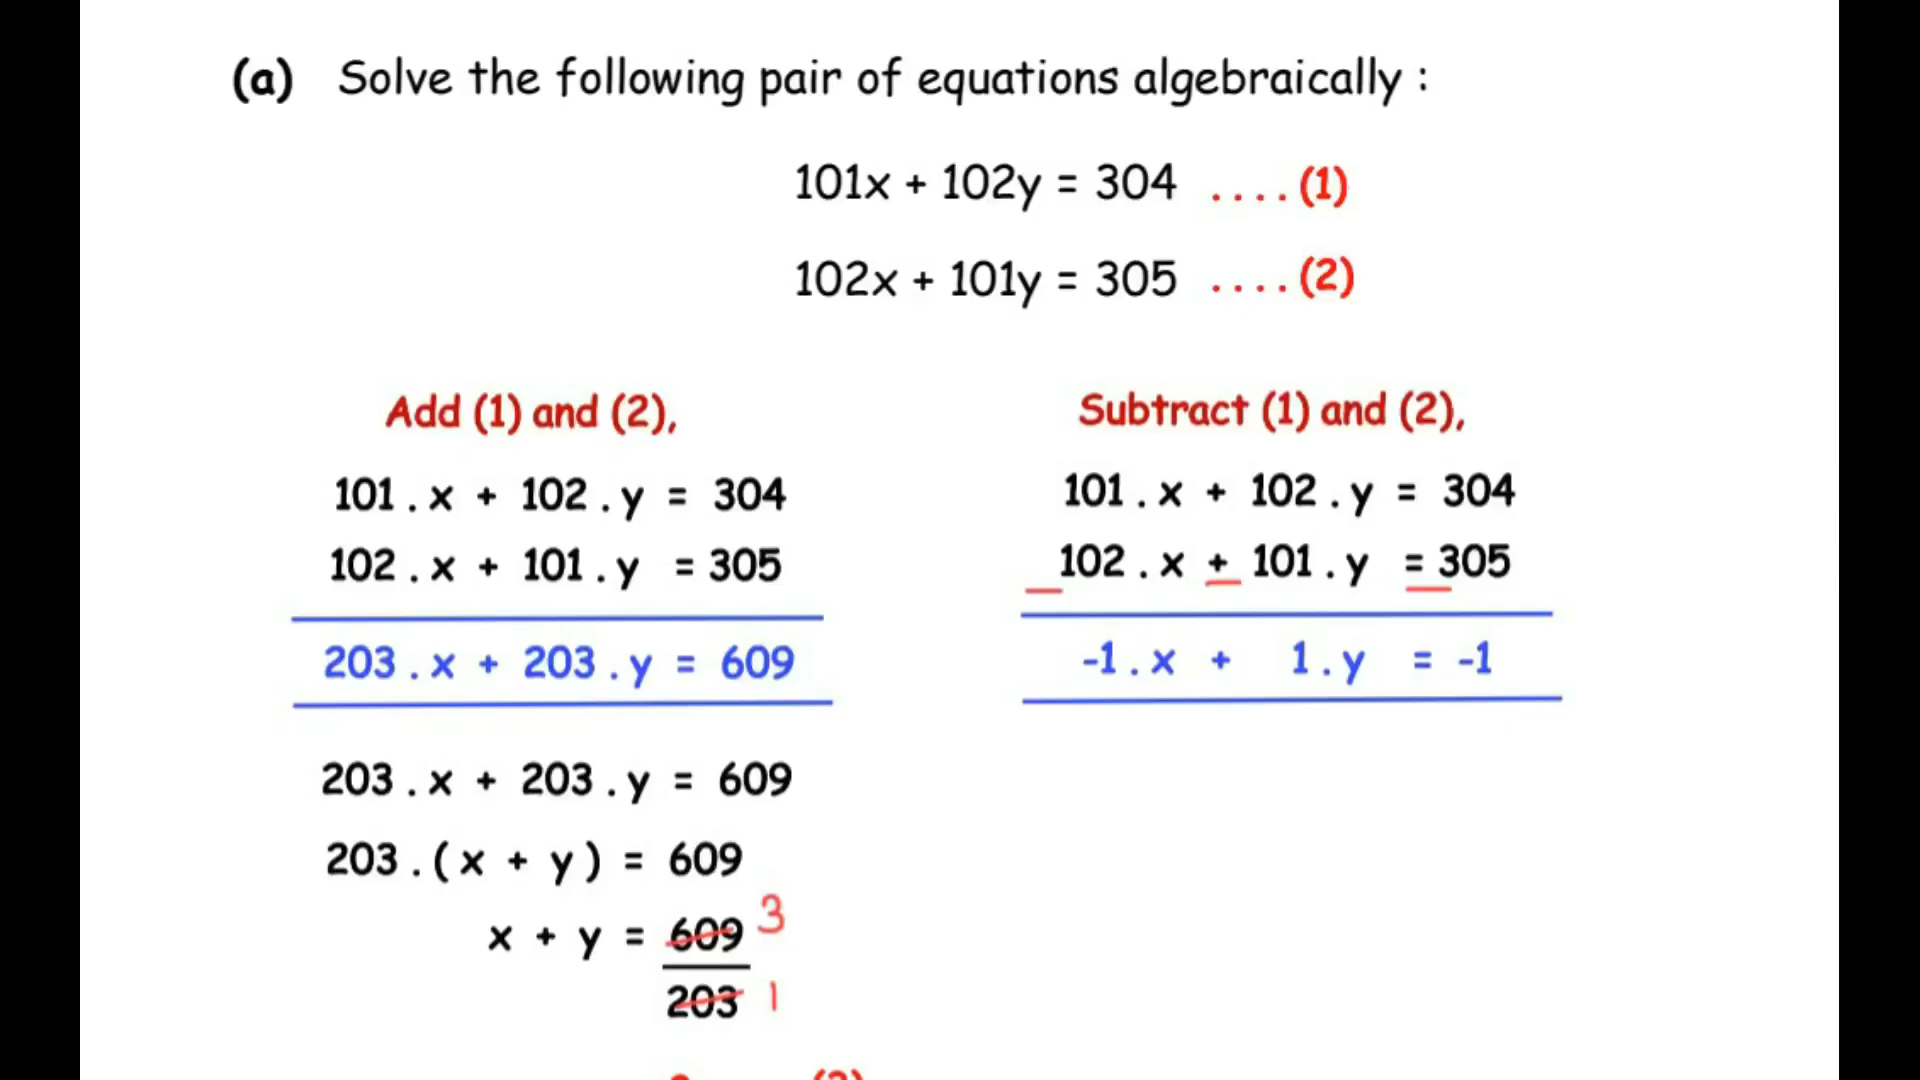 (a) Solve the following pair of equations algebraically :
101x + 102y = 304 . . . . (1)
102x + 101y = 305 . . . . (2)
Add (1) and (2),
101 . x + 102 . y = 304
102 . x + 101 . y = 305
203 . x + 203 . y = 609
203 . x + 203 . y = 609
203 . ( x + y ) = 609
x + y = 609 3
203 1
Subtract (1) and (2),
101 . x + 102 . y = 304
_ 102 . x + 101 . y = 305
-1 . x + 1 . y = -1